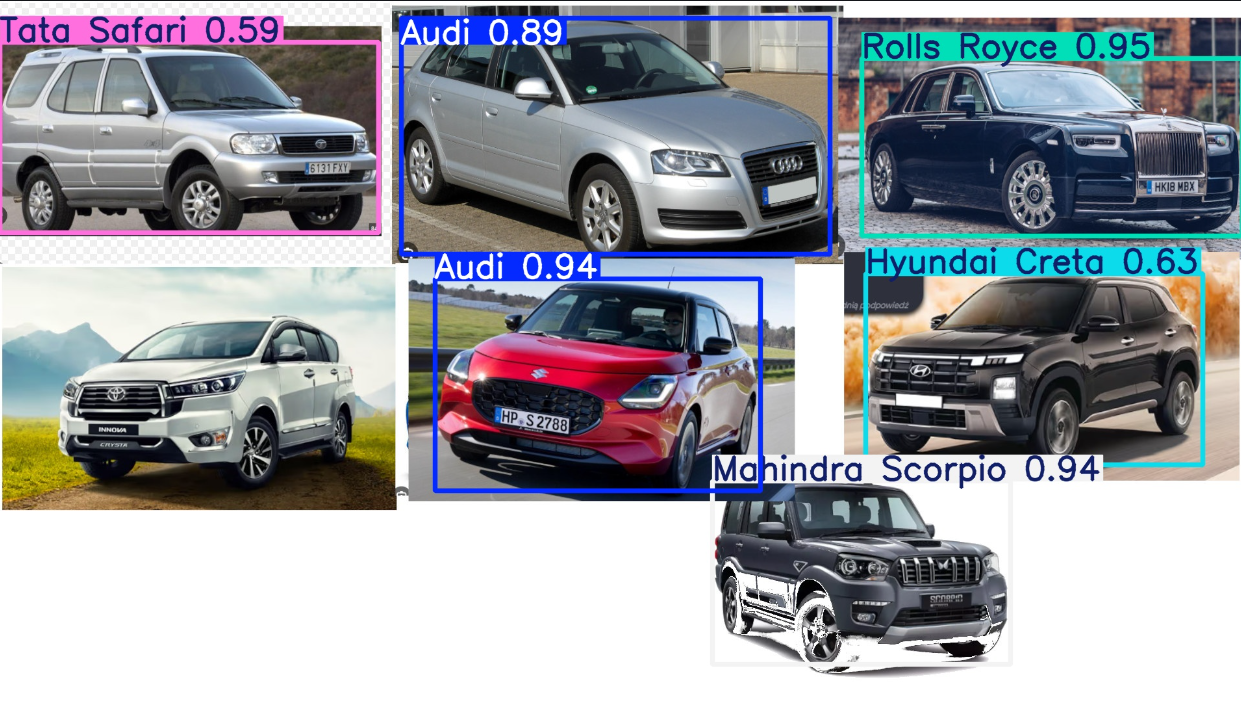 Tata Safari 0.59
Audi 0.89
Rolls Royce 0.95
6131 FXY
HK18 MBX
Audi 0.94
Hyundai Creta 0.63
podpowiedź
INNOVA
CRYSTA
HP S 2788
Mahindra Scorpio 0.94
SCORPIO